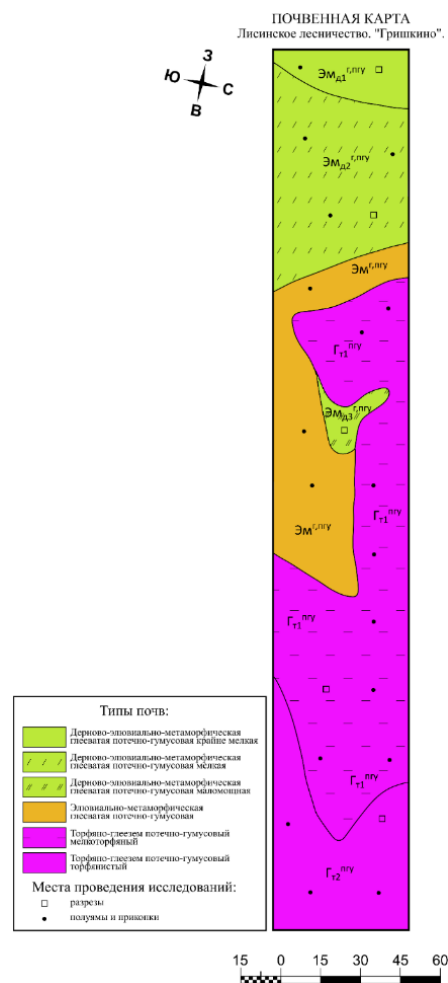 ПОЧВЕННАЯ КАРТА
Лисинское лесничество. "Гришкино".
З
Ю С
В
Эмд1г,пгу
Эмд2г,пгу
Эмг,пгу
Гт1пгу
Эмд3г,пгу
Гт1пгу
Эмг,пгу
Гт1пгу
Гт1пгу
Гт2пгу
Типы почв:
Дерново-элювиально-метаморфическая
глееватая потечно-гумусовая крайне мелкая
Дерново-элювиально-метаморфическая
глееватая потечно-гумусовая мелкая
Дерново-элювиально-метаморфическая
глееватая потечно-гумусовая маломощная
Элювиально-метаморфическая
глееватая потечно-гумусовая
Торфяно-глеезем потечно-гумусовый
мелкоторфяный
Торфяно-глеезем потечно-гумусовый
торфянистый
Места проведения исследований:
разрезы
полуямы и прикопки
15 0 15 30 45 60